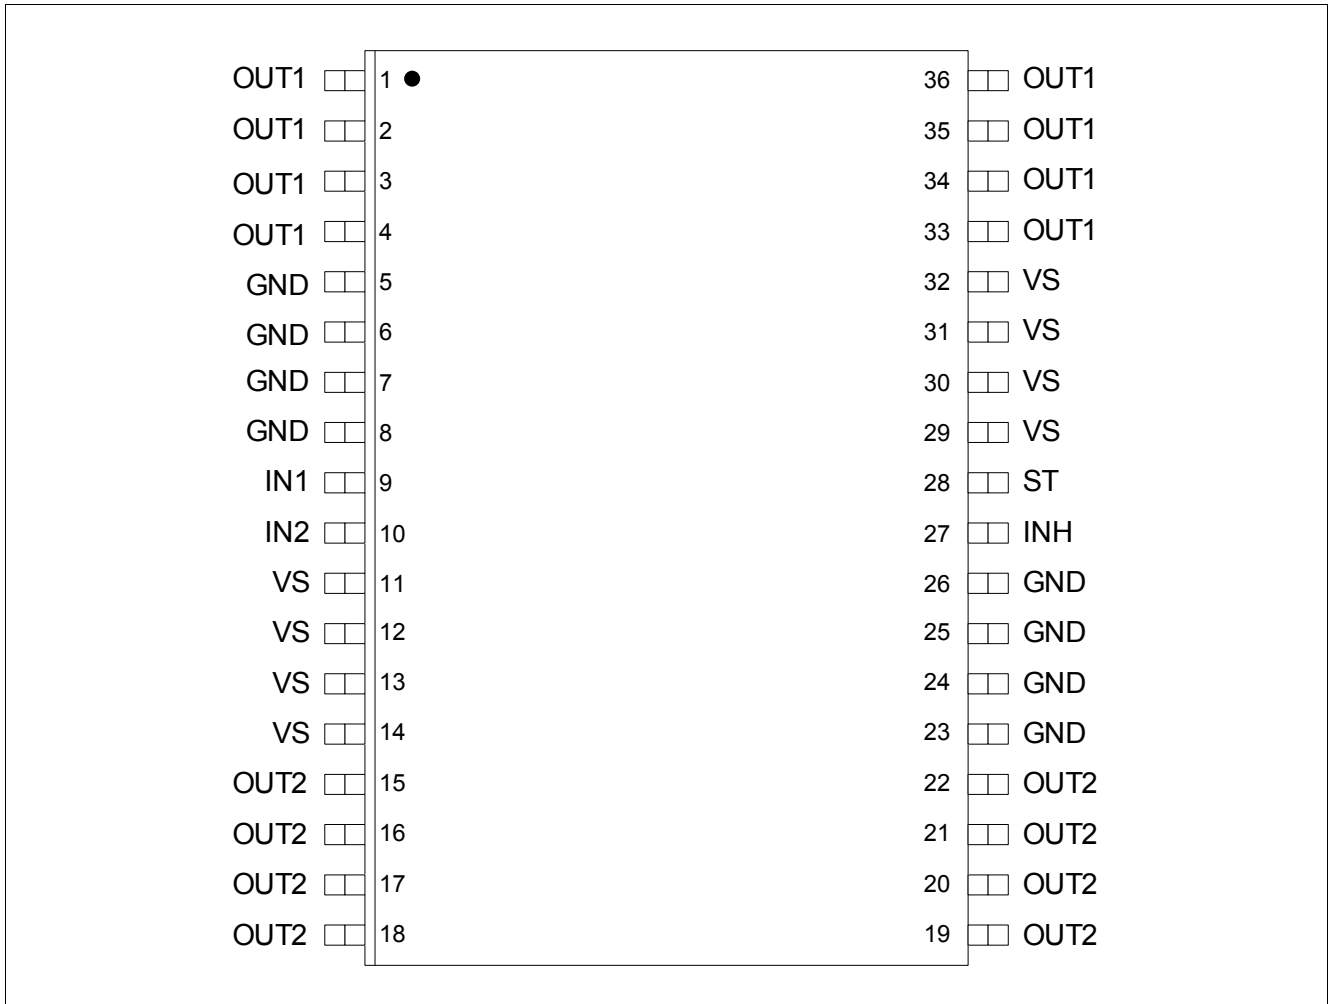 OUT1 1 36 OUT1
OUT1 2 35 OUT1
OUT1 3 34 OUT1
OUT1 4 33 OUT1
GND 5 32 VS
GND 6 31 VS
GND 7 30 VS
GND 8 29 VS
IN1 9 28 ST
IN2 10 27 INH
VS 11 26 GND
VS 12 25 GND
VS 13 24 GND
VS 14 23 GND
OUT2 15 22 OUT2
OUT2 16 21 OUT2
OUT2 17 20 OUT2
OUT2 18 19 OUT2